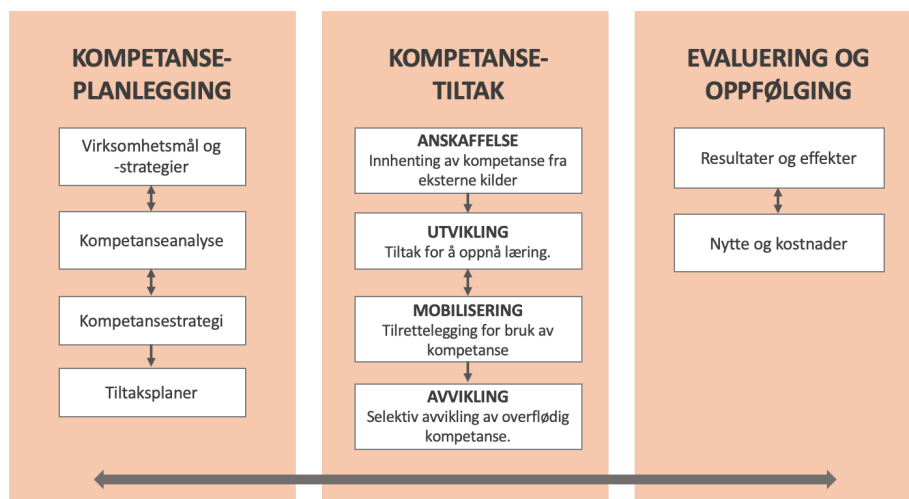 KOMPETANSE-
PLANLEGGING
Virksomhetsmål og
-strategier
Kompetanseanalyse
Kompetansestrategi
Tiltaksplaner
KOMPETANSE-
TILTAK
ANSKAFFELSE
Innhenting av kompetanse fra
eksterne kilder
UTVIKLING
Tiltak for å oppnå læring.
MOBILISERING
Tilrettelegging for bruk av
kompetanse
AVVIKLING
Selektiv avvikling av overflødig
kompetanse.
EVALUERING OG
OPPFØLGING
Resultater og effekter
Nytte og kostnader